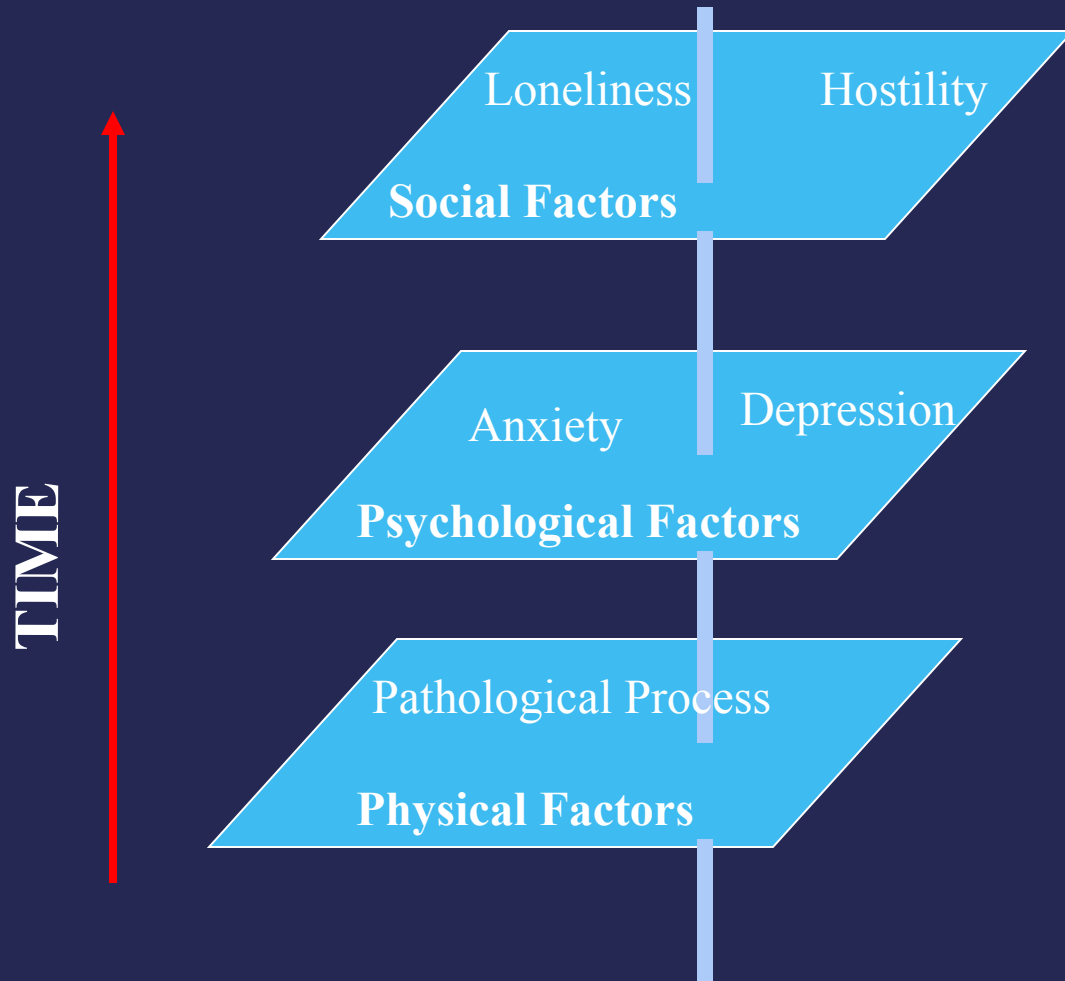 Loneliness
Hostility
Social Factors
Anxiety
Depression
Psychological Factors
TIME
Pathological Process
Physical Factors